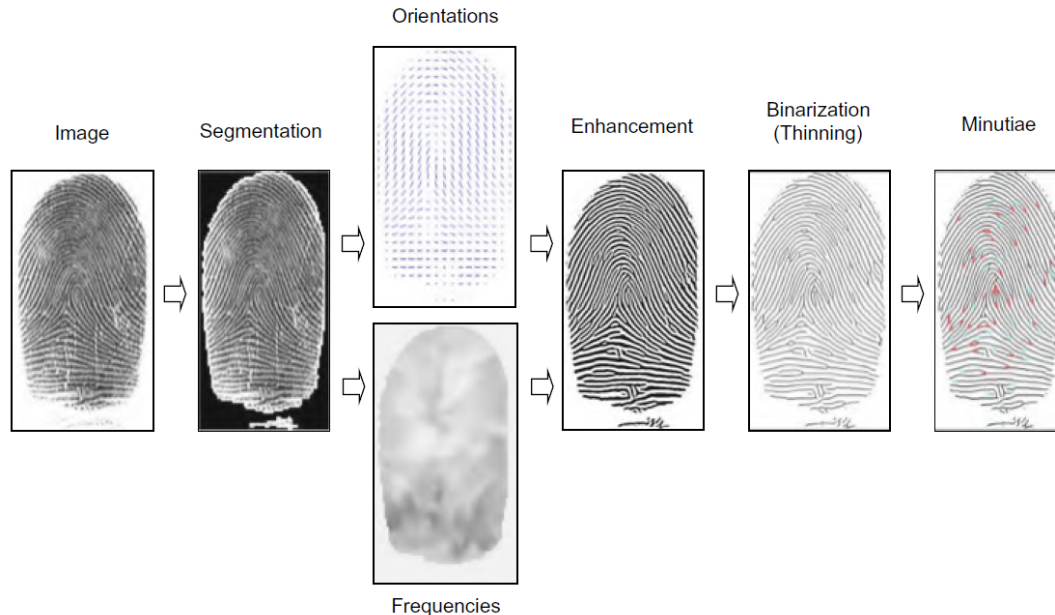 Orientations
Image
Segmentation
Enhancement
Binarization
(Thinning)
Minutiae
Frequencies